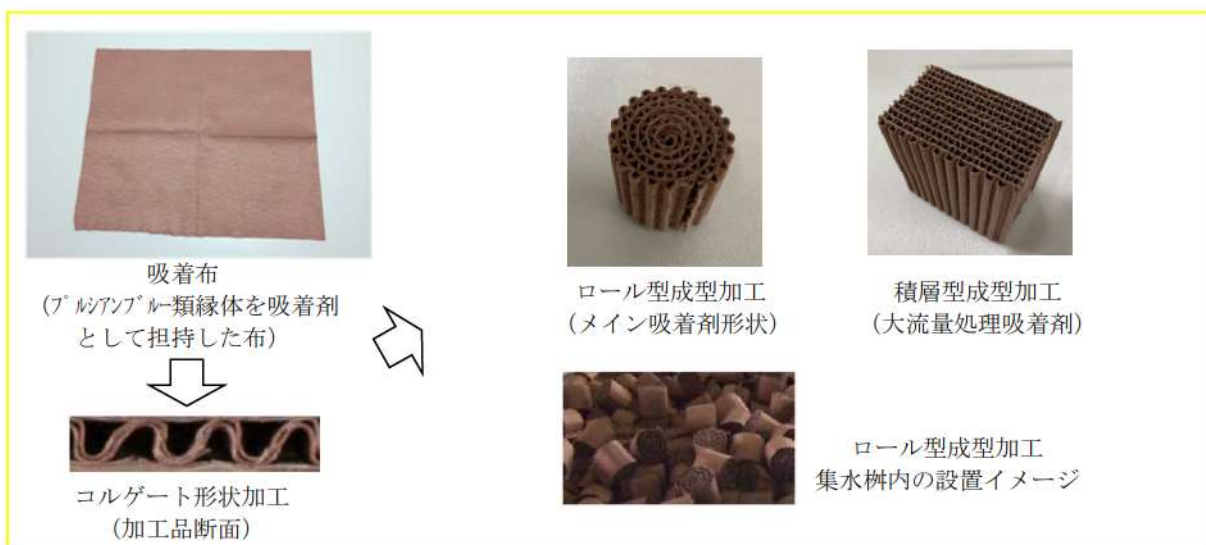 吸着布
（ﾌﾟﾙｼｱﾝﾌﾞﾙｰ類縁体を吸着剤
として担持した布）
コルゲート形状加工
（加工品断面）
ロール型成型加工
（メイン吸着剤形状）
積層型成型加工
（大流量処理吸着剤）
ロール型成型加工
集水桝内の設置イメージ